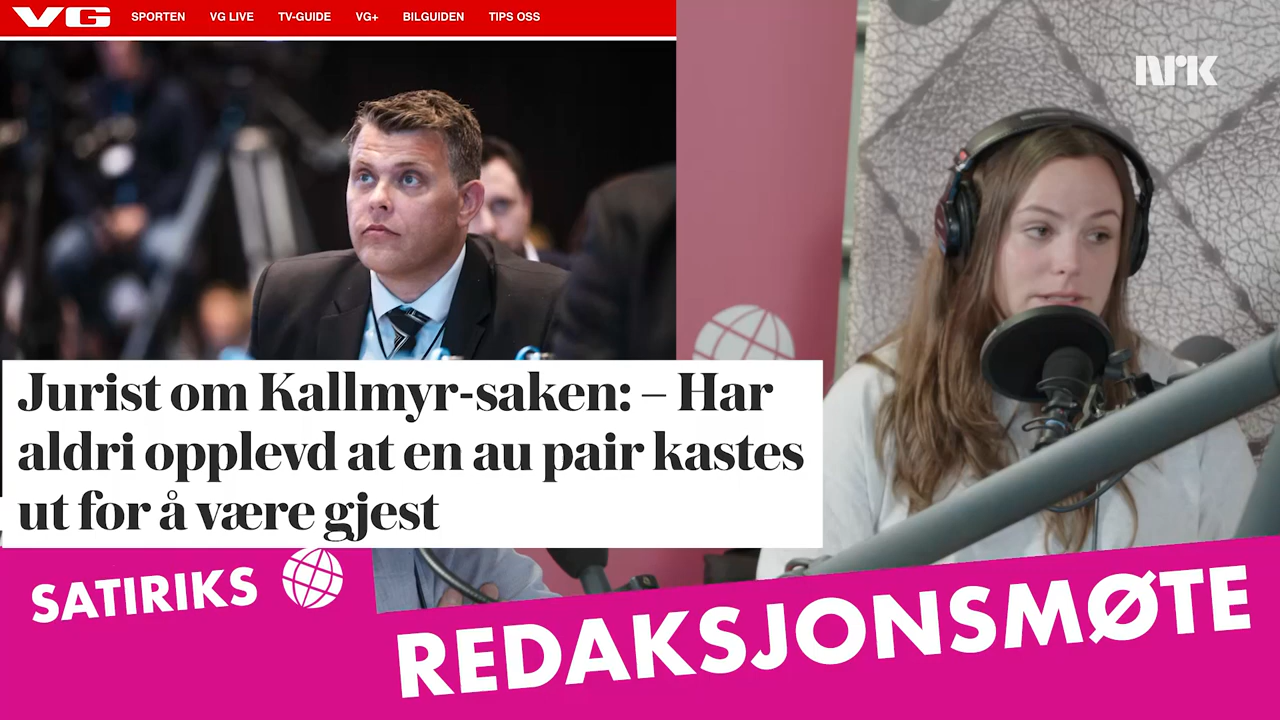 VG SPORTEN VG LIVE TV-GUIDE VG+ BILGUIDEN TIPS OSS
NRK
Jurist om Kallmyr-saken: – Har
aldri opplevd at en au pair kastes
ut for å være gjest
SATIRIKS
REDAKSJONSMØTE